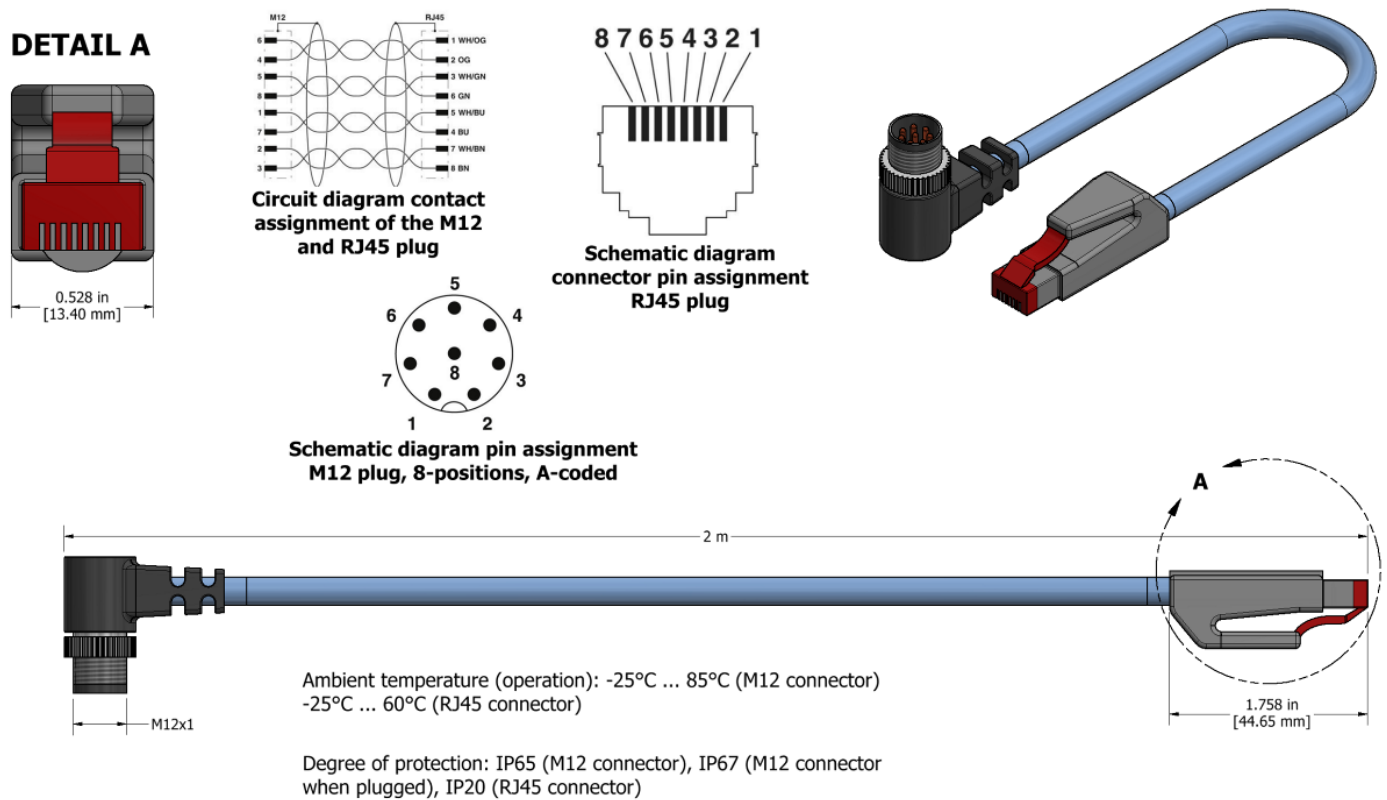 DETAIL A
0.528 in
[13.40 mm]
M12 RJ45
6 1 WH/OG
4 2 OG
5 3 WH/GN
8 6 GN
1 5 WH/BU
7 4 BU
2 7 WH/BN
3 8 BN
Circuit diagram contact
assignment of the M12
and RJ45 plug
8 7 6 5 4 3 2 1
Schematic diagram
connector pin assignment
RJ45 plug
5
6 4
7 8 3
1 2
Schematic diagram pin assignment
M12 plug, 8-positions, A-coded
A
2 m
M12x1
1.758 in
[44.65 mm]
Ambient temperature (operation): -25°C ... 85°C (M12 connector)
-25°C ... 60°C (RJ45 connector)
Degree of protection: IP65 (M12 connector), IP67 (M12 connector
when plugged), IP20 (RJ45 connector)